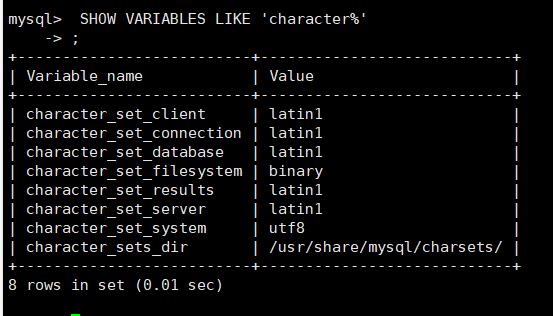 mysql>  SHOW VARIABLES LIKE 'character%'
    -> ;
+--------------------------+----------------------------+
| Variable_name            | Value                      |
+--------------------------+----------------------------+
| character_set_client     | latin1                     |
| character_set_connection | latin1                     |
| character_set_database   | latin1                     |
| character_set_filesystem | binary                     |
| character_set_results    | latin1                     |
| character_set_server     | latin1                     |
| character_set_system     | utf8                       |
| character_sets_dir       | /usr/share/mysql/charsets/ |
+--------------------------+----------------------------+
8 rows in set (0.01 sec)